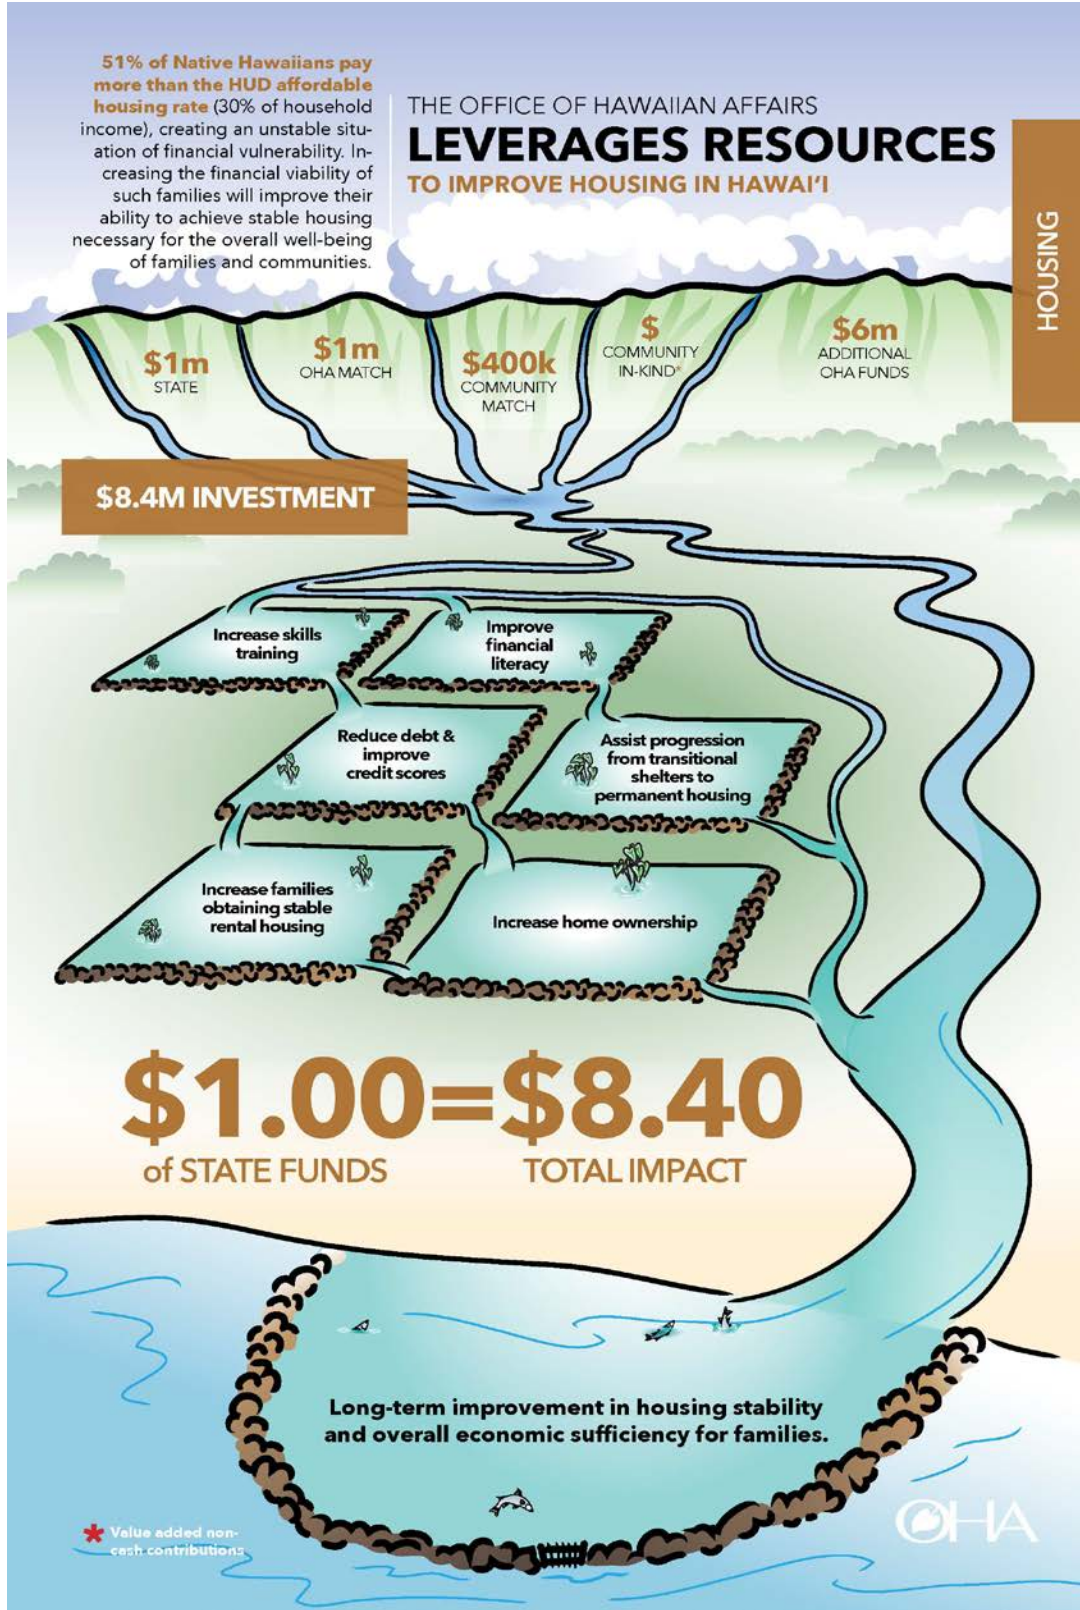 51% of Native Hawaiians pay
more than the HUD affordable
housing rate (30% of household
income), creating an unstable situ-
ation of financial vulnerability. In-
creasing the financial viability of
such families will improve their
ability to achieve stable housing
necessary for the overall well-being
of families and communities.
THE OFFICE OF HAWAIIAN AFFAIRS
LEVERAGES RESOURCES
TO IMPROVE HOUSING IN HAWAI'I
HOUSING
$1m
STATE
$1m
OHA MATCH
$400k
COMMUNITY
MATCH
$
COMMUNITY
IN-KIND*
$6m
ADDITIONAL
OHA FUNDS
$8.4M INVESTMENT
Increase skills
training
Improve
financial
literacy
Reduce debt &
improve
credit scores
Assist progression
from transitional
shelters to
permanent housing
Increase families
obtaining stable
rental housing
Increase home ownership
$1.00=$8.40
of STATE FUNDS TOTAL IMPACT
Long-term improvement in housing stability
and overall economic sufficiency for families.
* Value added non-
cash contributions
OHA